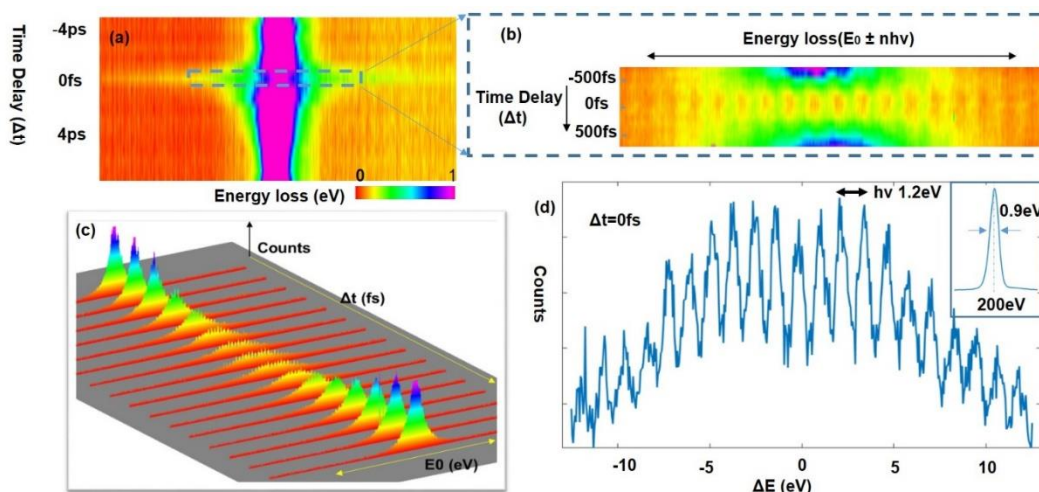 (a)
-4ps
0fs
4ps
Time Delay (Δt)
Energy loss (eV)
0
1
(b)
Energy loss(E₀ ± nhν)
-500fs
0fs
500fs
Time Delay
(Δt)
(c)
Counts
Δt (fs)
E0 (eV)
(d)
Δt=0fs
hν 1.2eV
0.9eV
200eV
Counts
-10
-5
0
5
10
ΔE (eV)